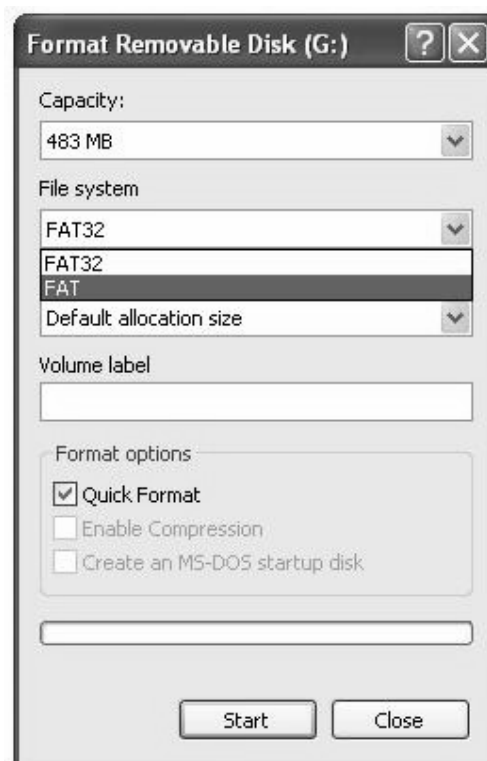 Format Removable Disk (G:)
Capacity:
483 MB
File system
FAT32
FAT32
FAT
Default allocation size
Volume label
Format options
Quick Format
Enable Compression
Create an MS-DOS startup disk
Start Close